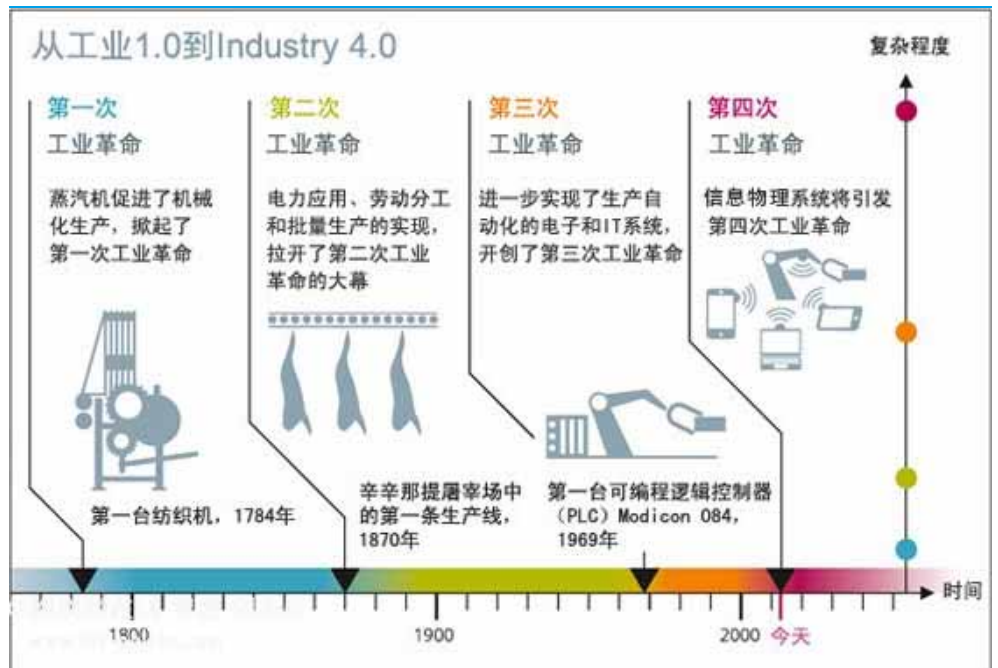 从工业1.0到Industry 4.0
复杂程度
第一次
工业革命
蒸汽机促进了机械
化生产，掀起了
第一次工业革命
第一台纺织机，1784年
第二次
工业革命
电力应用、劳动分工
和批量生产的实现，
拉开了第二次工业
革命的大幕
辛辛那提屠宰场中
的第一条生产线，
1870年
第三次
工业革命
进一步实现了生产自
动化的电子和IT系统，
开创了第三次工业革命
第一台可编程逻辑控制器
（PLC）Modicon 084，
1969年
第四次
工业革命
信息物理系统将引发
第四次工业革命
时间
1800
1900
2000
今天